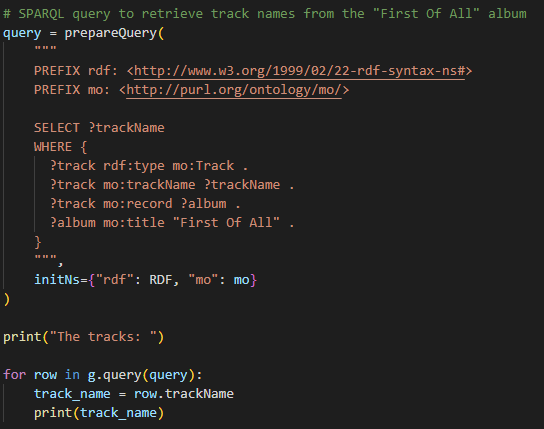 # SPARQL query to retrieve track names from the "First Of All" album
query = prepareQuery(
    """
    PREFIX rdf: <http://www.w3.org/1999/02/22-rdf-syntax-ns#>
    PREFIX mo: <http://purl.org/ontology/mo/>

    SELECT ?trackName
    WHERE {
      ?track rdf:type mo:Track .
      ?track mo:trackName ?trackName .
      ?track mo:record ?album .
      ?album mo:title "First Of All" .
    }
    """,
    initNs={"rdf": RDF, "mo": mo}
)

print("The tracks: ")

for row in g.query(query):
    track_name = row.trackName
    print(track_name)